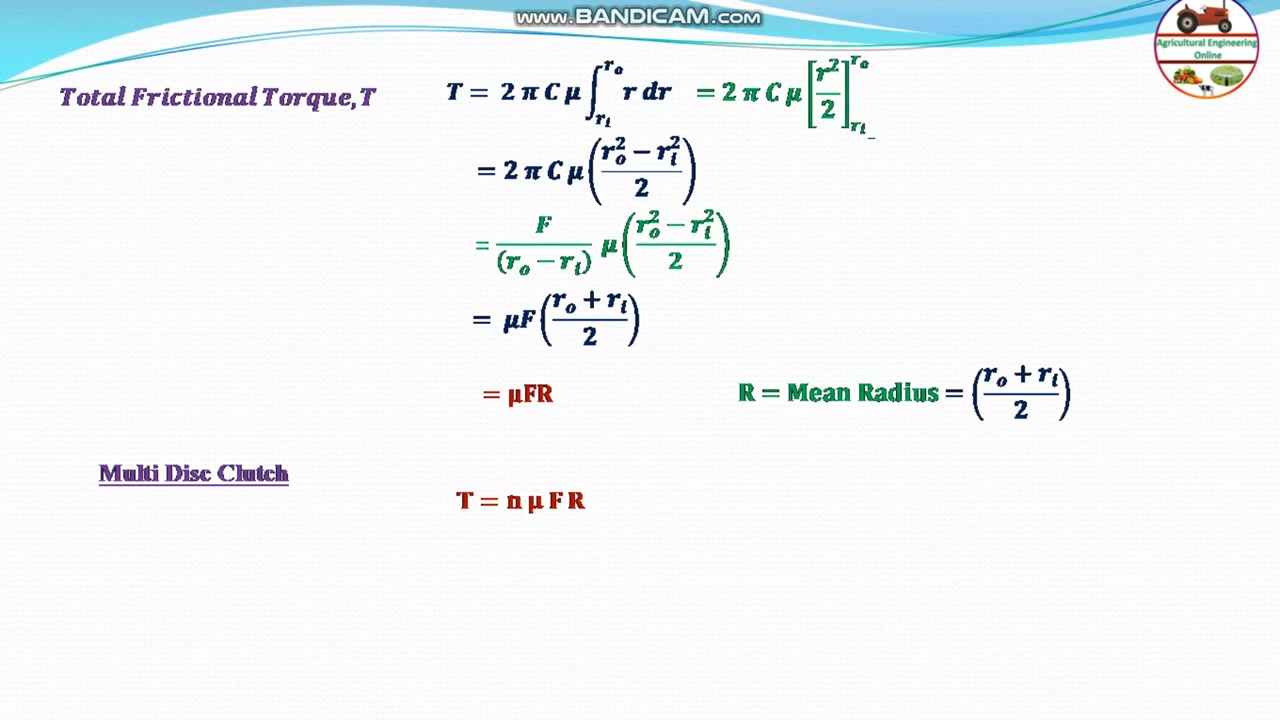 www.BANDICAM.com
Agricultural Engineering
Online
Total Frictional Torque, T
T = 2 π C μ ∫_{r_i}^{r_o} r dr = 2 π C μ [r²/2]_{r_i}^{r_o}
= 2 π C μ ((r_o² − r_i²)/2)
= F/(r_o − r_i) μ ((r_o² − r_i²)/2)
= μF((r_o + r_i)/2)
= μFR
R = Mean Radius = ((r_o + r_i)/2)
Multi Disc Clutch
T = n μ F R